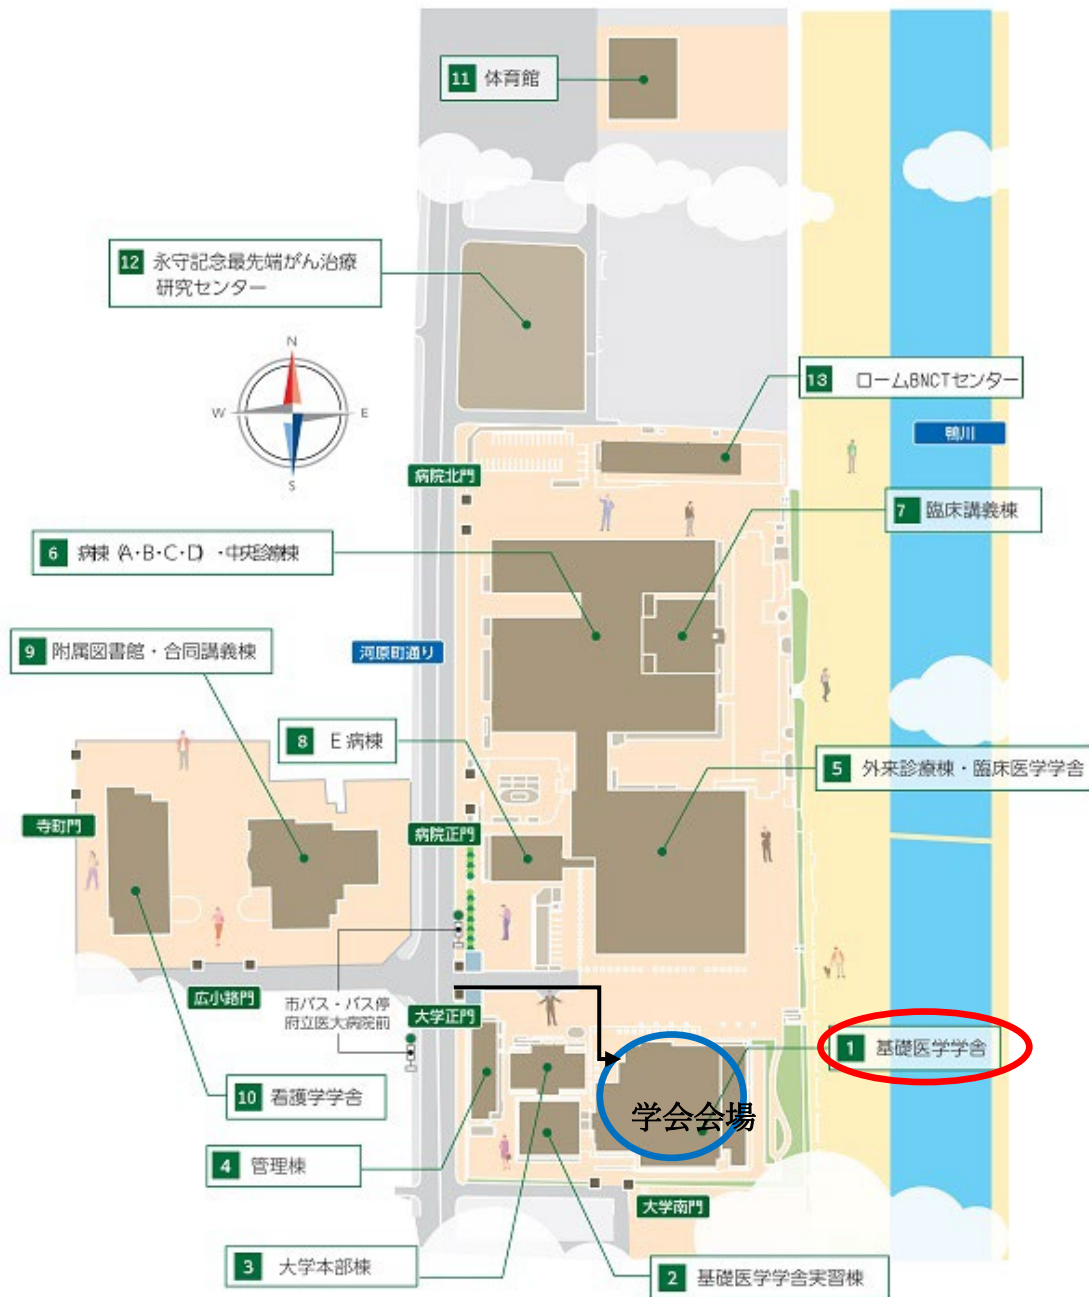 11 体育館
12 永守記念最先端がん治療
研究センター
N
W
E
S
13 ロームBNCTセンター
鴨川
病院北門
7 臨床講義棟
6 病棟(A・B・C・D)・中央診療棟
9 附属図書館・合同講義棟
河原町通り
8 E病棟
5 外来診療棟・臨床医学学舎
寺町門
病院正門
広小路門
市バス・バス停
府立医大病院前
大学正門
1 基礎医学学舎
10 看護学学舎
学会会場
4 管理棟
大学南門
3 大学本部棟
2 基礎医学学舎実習棟